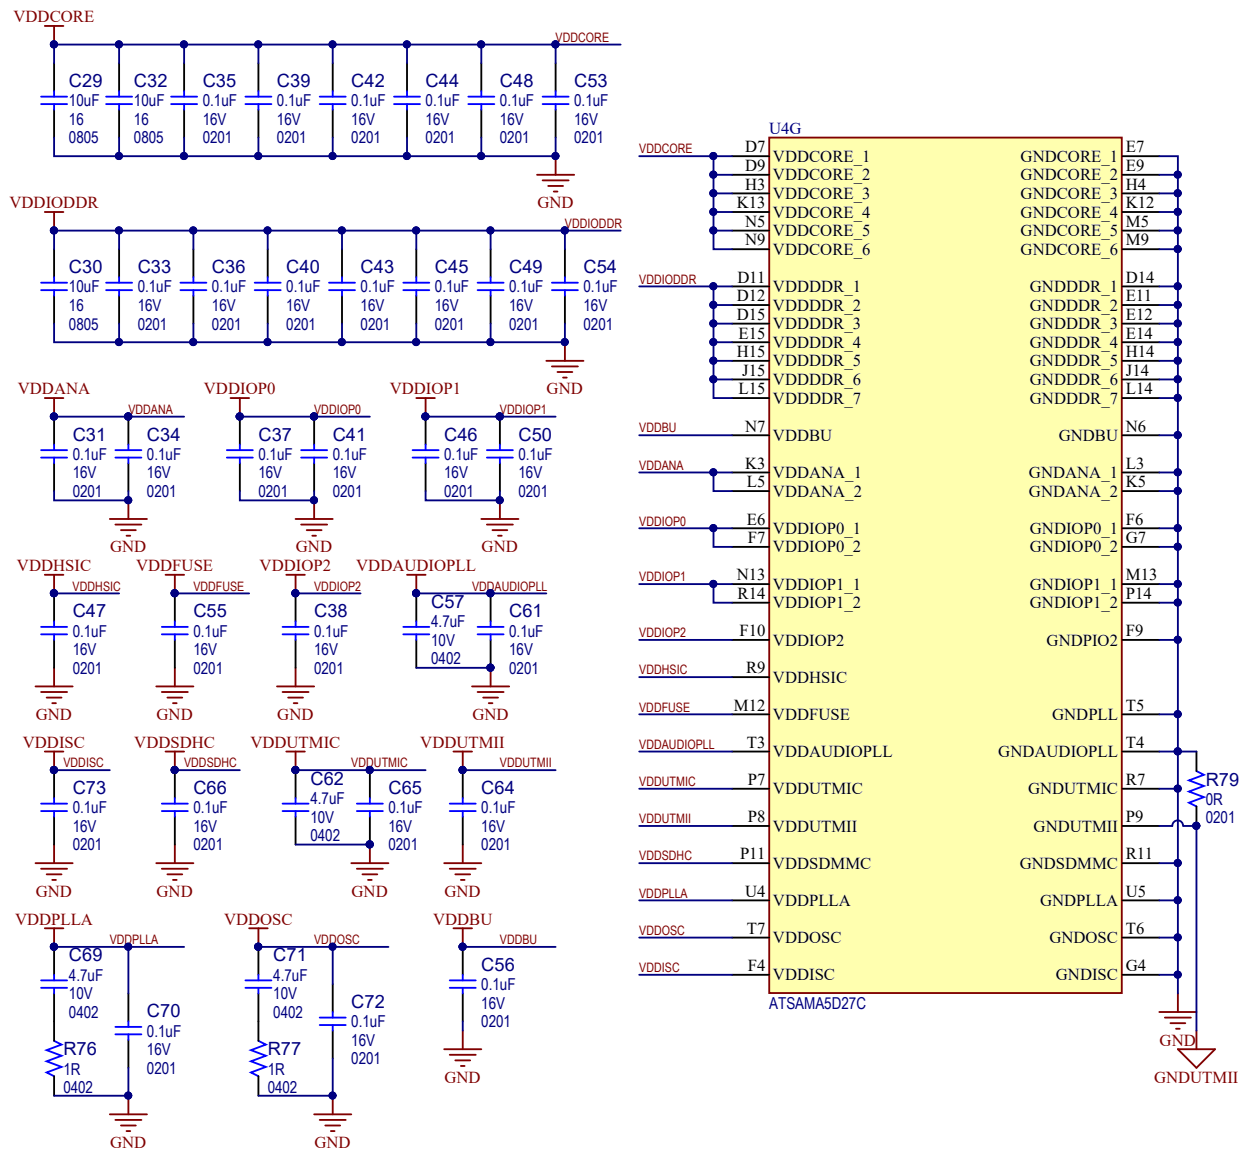 VDDCORE
VDDCORE
C29 10uF 16 0805
C32 10uF 16 0805
C35 0.1uF 16V 0201
C39 0.1uF 16V 0201
C42 0.1uF 16V 0201
C44 0.1uF 16V 0201
C48 0.1uF 16V 0201
C53 0.1uF 16V 0201
GND
VDDIODDR
VDDIODDR
C30 10uF 16 0805
C33 0.1uF 16V 0201
C36 0.1uF 16V 0201
C40 0.1uF 16V 0201
C43 0.1uF 16V 0201
C45 0.1uF 16V 0201
C49 0.1uF 16V 0201
C54 0.1uF 16V 0201
GND
VDDANA
VDDANA
C31 0.1uF 16V 0201
C34 0.1uF 16V 0201
GND
VDDIOP0
VDDIOP0
C37 0.1uF 16V 0201
C41 0.1uF 16V 0201
GND
VDDIOP1
VDDIOP1
C46 0.1uF 16V 0201
C50 0.1uF 16V 0201
GND
VDDHSIC
VDDHSIC
C47 0.1uF 16V 0201
GND
VDDFUSE
VDDFUSE
C55 0.1uF 16V 0201
GND
VDDIOP2
VDDIOP2
C38 0.1uF 16V 0201
GND
VDDAUDIOPLL
VDDAUDIOPLL
C57 4.7uF 10V 0402
C61 0.1uF 16V 0201
GND
VDDISC
VDDISC
C73 0.1uF 16V 0201
GND
VDDSDHC
VDDSDHC
C66 0.1uF 16V 0201
GND
VDDUTMIC
VDDUTMIC
C62 4.7uF 10V 0402
C65 0.1uF 16V 0201
GND
VDDUTMII
VDDUTMII
C64 0.1uF 16V 0201
GND
VDDPLLA
VDDPLLA
C69 4.7uF 10V 0402
C70 0.1uF 16V 0201
R76 1R 0402
GND
VDDOSC
VDDOSC
C71 4.7uF 10V 0402
C72 0.1uF 16V 0201
R77 1R 0402
GND
VDDBU
VDDBU
C56 0.1uF 16V 0201
GND
U4G
VDDCORE D7 VDDCORE_1 GNDCORE_1 E7
D9 VDDCORE_2 GNDCORE_2 E9
H3 VDDCORE_3 GNDCORE_3 H4
K13 VDDCORE_4 GNDCORE_4 K12
N5 VDDCORE_5 GNDCORE_5 M5
N9 VDDCORE_6 GNDCORE_6 M9
VDDIODDR D11 VDDDDR_1 GNDDDR_1 D14
D12 VDDDDR_2 GNDDDR_2 E11
D15 VDDDDR_3 GNDDDR_3 E12
E15 VDDDDR_4 GNDDDR_4 E14
H15 VDDDDR_5 GNDDDR_5 H14
J15 VDDDDR_6 GNDDDR_6 J14
L15 VDDDDR_7 GNDDDR_7 L14
VDDBU N7 VDDBU GNDBU N6
VDDANA K3 VDDANA_1 GNDANA_1 L3
L5 VDDANA_2 GNDANA_2 K5
VDDIOP0 E6 VDDIOP0_1 GNDIOP0_1 F6
F7 VDDIOP0_2 GNDIOP0_2 G7
VDDIOP1 N13 VDDIOP1_1 GNDIOP1_1 M13
R14 VDDIOP1_2 GNDIOP1_2 P14
VDDIOP2 F10 VDDIOP2 GNDPIO2 F9
VDDHSIC R9 VDDHSIC
VDDFUSE M12 VDDFUSE GNDPLL T5
VDDAUDIOPLL T3 VDDAUDIOPLL GNDAUDIOPLL T4
VDDUTMIC P7 VDDUTMIC GNDUTMIC R7
R79 0R 0201
VDDUTMII P8 VDDUTMII GNDUTMII P9
VDDSDHC P11 VDDSDMMC GNDSDMMC R11
VDDPLLA U4 VDDPLLA GNDPLLA U5
VDDOSC T7 VDDOSC GNDOSC T6
VDDISC F4 VDDISC GNDISC G4
ATSAMA5D27C
GND
GNDUTMII